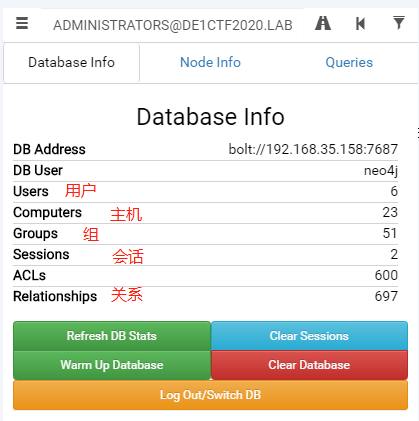 ADMINISTRATORS@DE1CTF2020.LAB
Database Info Node Info Queries
Database Info
DB Address bolt://192.168.35.158:7687
DB User neo4j
Users 用户 6
Computers 主机 23
Groups 组 51
Sessions 会话 2
ACLs 600
Relationships 关系 697
Refresh DB Stats Clear Sessions
Warm Up Database Clear Database
Log Out/Switch DB